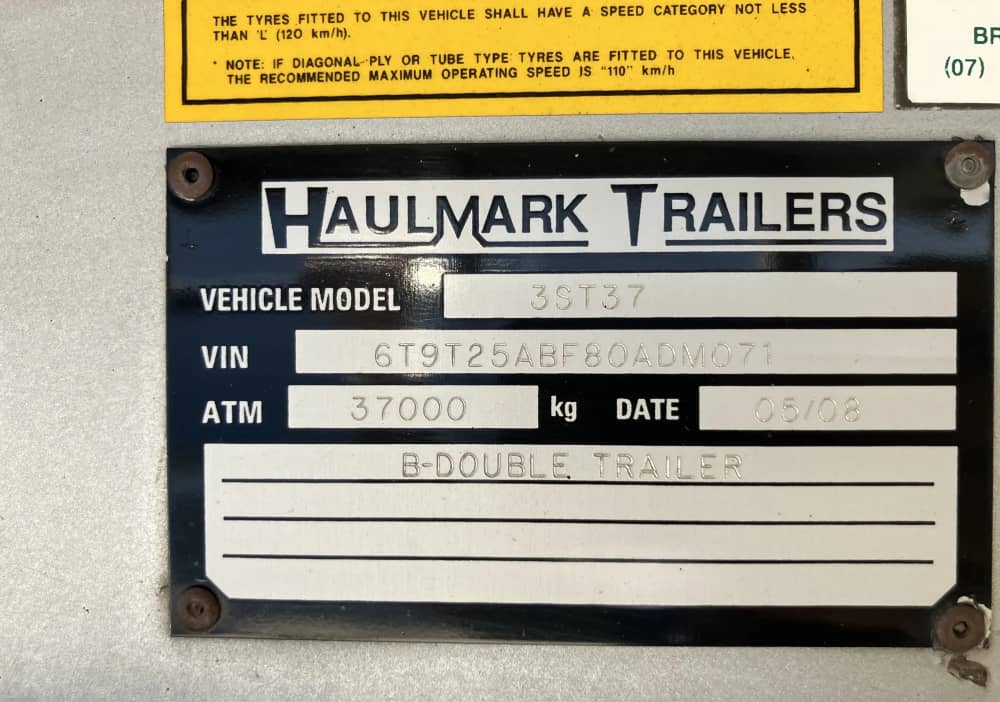 THE TYRES FITTED TO THIS VEHICLE SHALL HAVE A SPEED CATEGORY NOT LESS
THAN 'L' (120 km/h).
* NOTE: IF DIAGONAL-PLY OR TUBE TYPE TYRES ARE FITTED TO THIS VEHICLE,
THE RECOMMENDED MAXIMUM OPERATING SPEED IS "110" km/h
BR
(07)
HAULMARK TRAILERS
VEHICLE MODEL 3ST37
VIN 6T9T25ABF80ADM071
ATM 37000 kg DATE 05/08
B-DOUBLE TRAILER